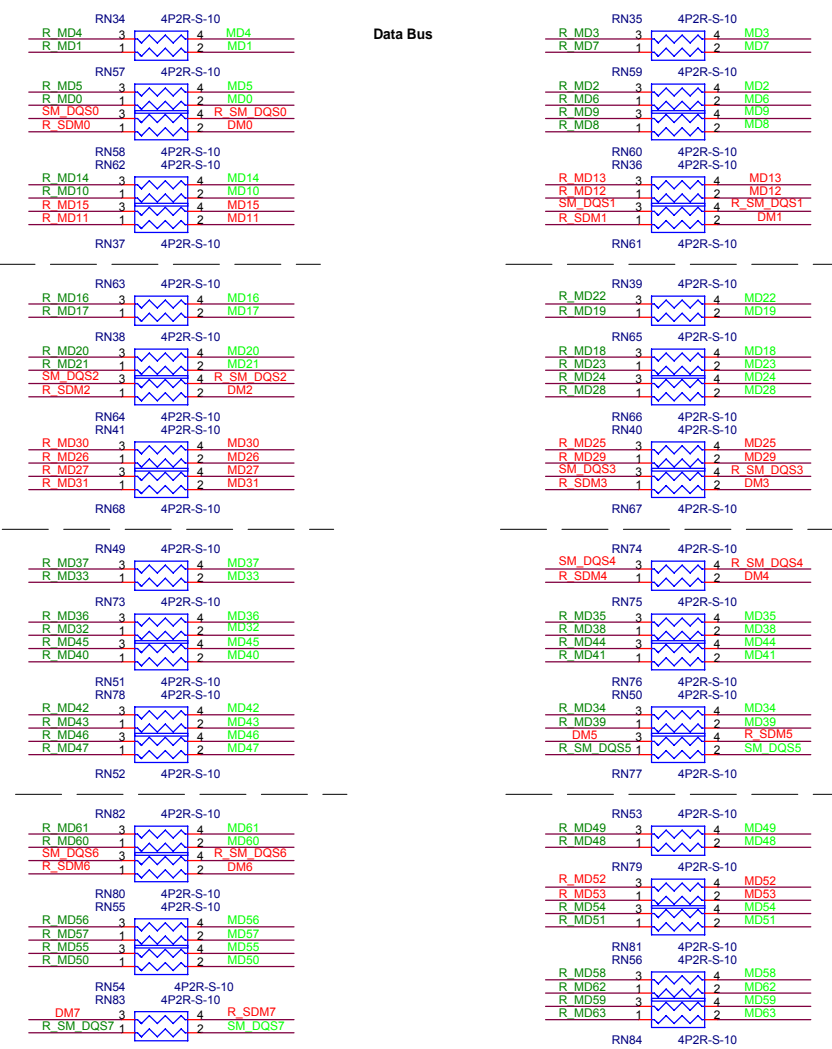 Data Bus
RN34 4P2R-S-10
R_MD4 3 4 MD4
R_MD1 1 2 MD1
RN57 4P2R-S-10
R_MD5 3 4 MD5
R_MD0 1 2 MD0
SM_DQS0 3 4 R_SM_DQS0
R_SDM0 1 2 DM0
RN58 4P2R-S-10
RN62 4P2R-S-10
R_MD14 3 4 MD14
R_MD10 1 2 MD10
R_MD15 3 4 MD15
R_MD11 1 2 MD11
RN37 4P2R-S-10
RN63 4P2R-S-10
R_MD16 3 4 MD16
R_MD17 1 2 MD17
RN38 4P2R-S-10
R_MD20 3 4 MD20
R_MD21 1 2 MD21
SM_DQS2 3 4 R_SM_DQS2
R_SDM2 1 2 DM2
RN64 4P2R-S-10
RN41 4P2R-S-10
R_MD30 3 4 MD30
R_MD26 1 2 MD26
R_MD27 3 4 MD27
R_MD31 1 2 MD31
RN68 4P2R-S-10
RN49 4P2R-S-10
R_MD37 3 4 MD37
R_MD33 1 2 MD33
RN73 4P2R-S-10
R_MD36 3 4 MD36
R_MD32 1 2 MD32
R_MD45 3 4 MD45
R_MD40 1 2 MD40
RN51 4P2R-S-10
RN78 4P2R-S-10
R_MD42 3 4 MD42
R_MD43 1 2 MD43
R_MD46 3 4 MD46
R_MD47 1 2 MD47
RN52 4P2R-S-10
RN82 4P2R-S-10
R_MD61 3 4 MD61
R_MD60 1 2 MD60
SM_DQS6 3 4 R_SM_DQS6
R_SDM6 1 2 DM6
RN80 4P2R-S-10
RN55 4P2R-S-10
R_MD56 3 4 MD56
R_MD57 1 2 MD57
R_MD55 3 4 MD55
R_MD50 1 2 MD50
RN54 4P2R-S-10
RN83 4P2R-S-10
DM7 3 4 R_SDM7
R_SM_DQS7 1 2 SM_DQS7
RN35 4P2R-S-10
R_MD3 3 4 MD3
R_MD7 1 2 MD7
RN59 4P2R-S-10
R_MD2 3 4 MD2
R_MD6 1 2 MD6
R_MD9 3 4 MD9
R_MD8 1 2 MD8
RN60 4P2R-S-10
RN36 4P2R-S-10
R_MD13 3 4 MD13
R_MD12 1 2 MD12
SM_DQS1 3 4 R_SM_DQS1
R_SDM1 1 2 DM1
RN61 4P2R-S-10
RN39 4P2R-S-10
R_MD22 3 4 MD22
R_MD19 1 2 MD19
RN65 4P2R-S-10
R_MD18 3 4 MD18
R_MD23 1 2 MD23
R_MD24 3 4 MD24
R_MD28 1 2 MD28
RN66 4P2R-S-10
RN40 4P2R-S-10
R_MD25 3 4 MD25
R_MD29 1 2 MD29
SM_DQS3 3 4 R_SM_DQS3
R_SDM3 1 2 DM3
RN67 4P2R-S-10
RN74 4P2R-S-10
SM_DQS4 3 4 R_SM_DQS4
R_SDM4 1 2 DM4
RN75 4P2R-S-10
R_MD35 3 4 MD35
R_MD38 1 2 MD38
R_MD44 3 4 MD44
R_MD41 1 2 MD41
RN76 4P2R-S-10
RN50 4P2R-S-10
R_MD34 3 4 MD34
R_MD39 1 2 MD39
DM5 3 4 R_SDM5
R_SM_DQS5 1 2 SM_DQS5
RN77 4P2R-S-10
RN53 4P2R-S-10
R_MD49 3 4 MD49
R_MD48 1 2 MD48
RN79 4P2R-S-10
R_MD52 3 4 MD52
R_MD53 1 2 MD53
R_MD54 3 4 MD54
R_MD51 1 2 MD51
RN81 4P2R-S-10
RN56 4P2R-S-10
R_MD58 3 4 MD58
R_MD62 1 2 MD62
R_MD59 3 4 MD59
R_MD63 1 2 MD63
RN84 4P2R-S-10